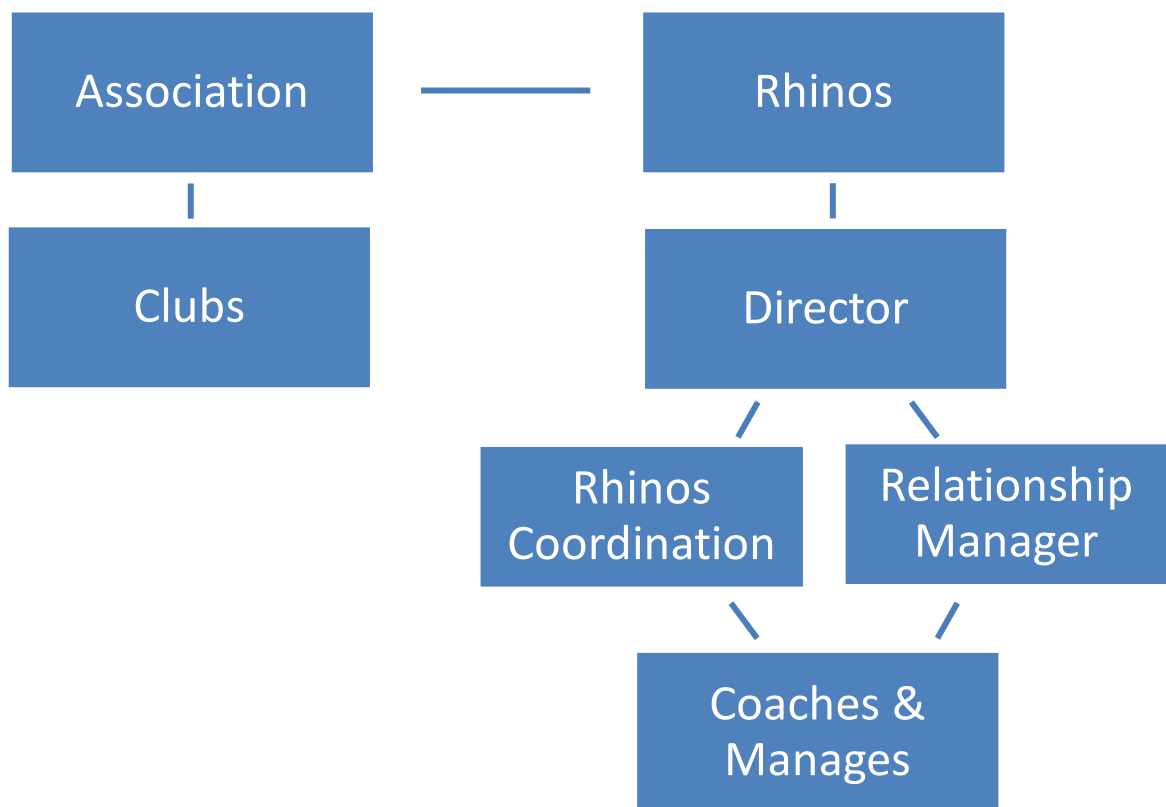 Association
Rhinos
Clubs
Director
Rhinos
Coordination
Relationship
Manager
Coaches &
Manages